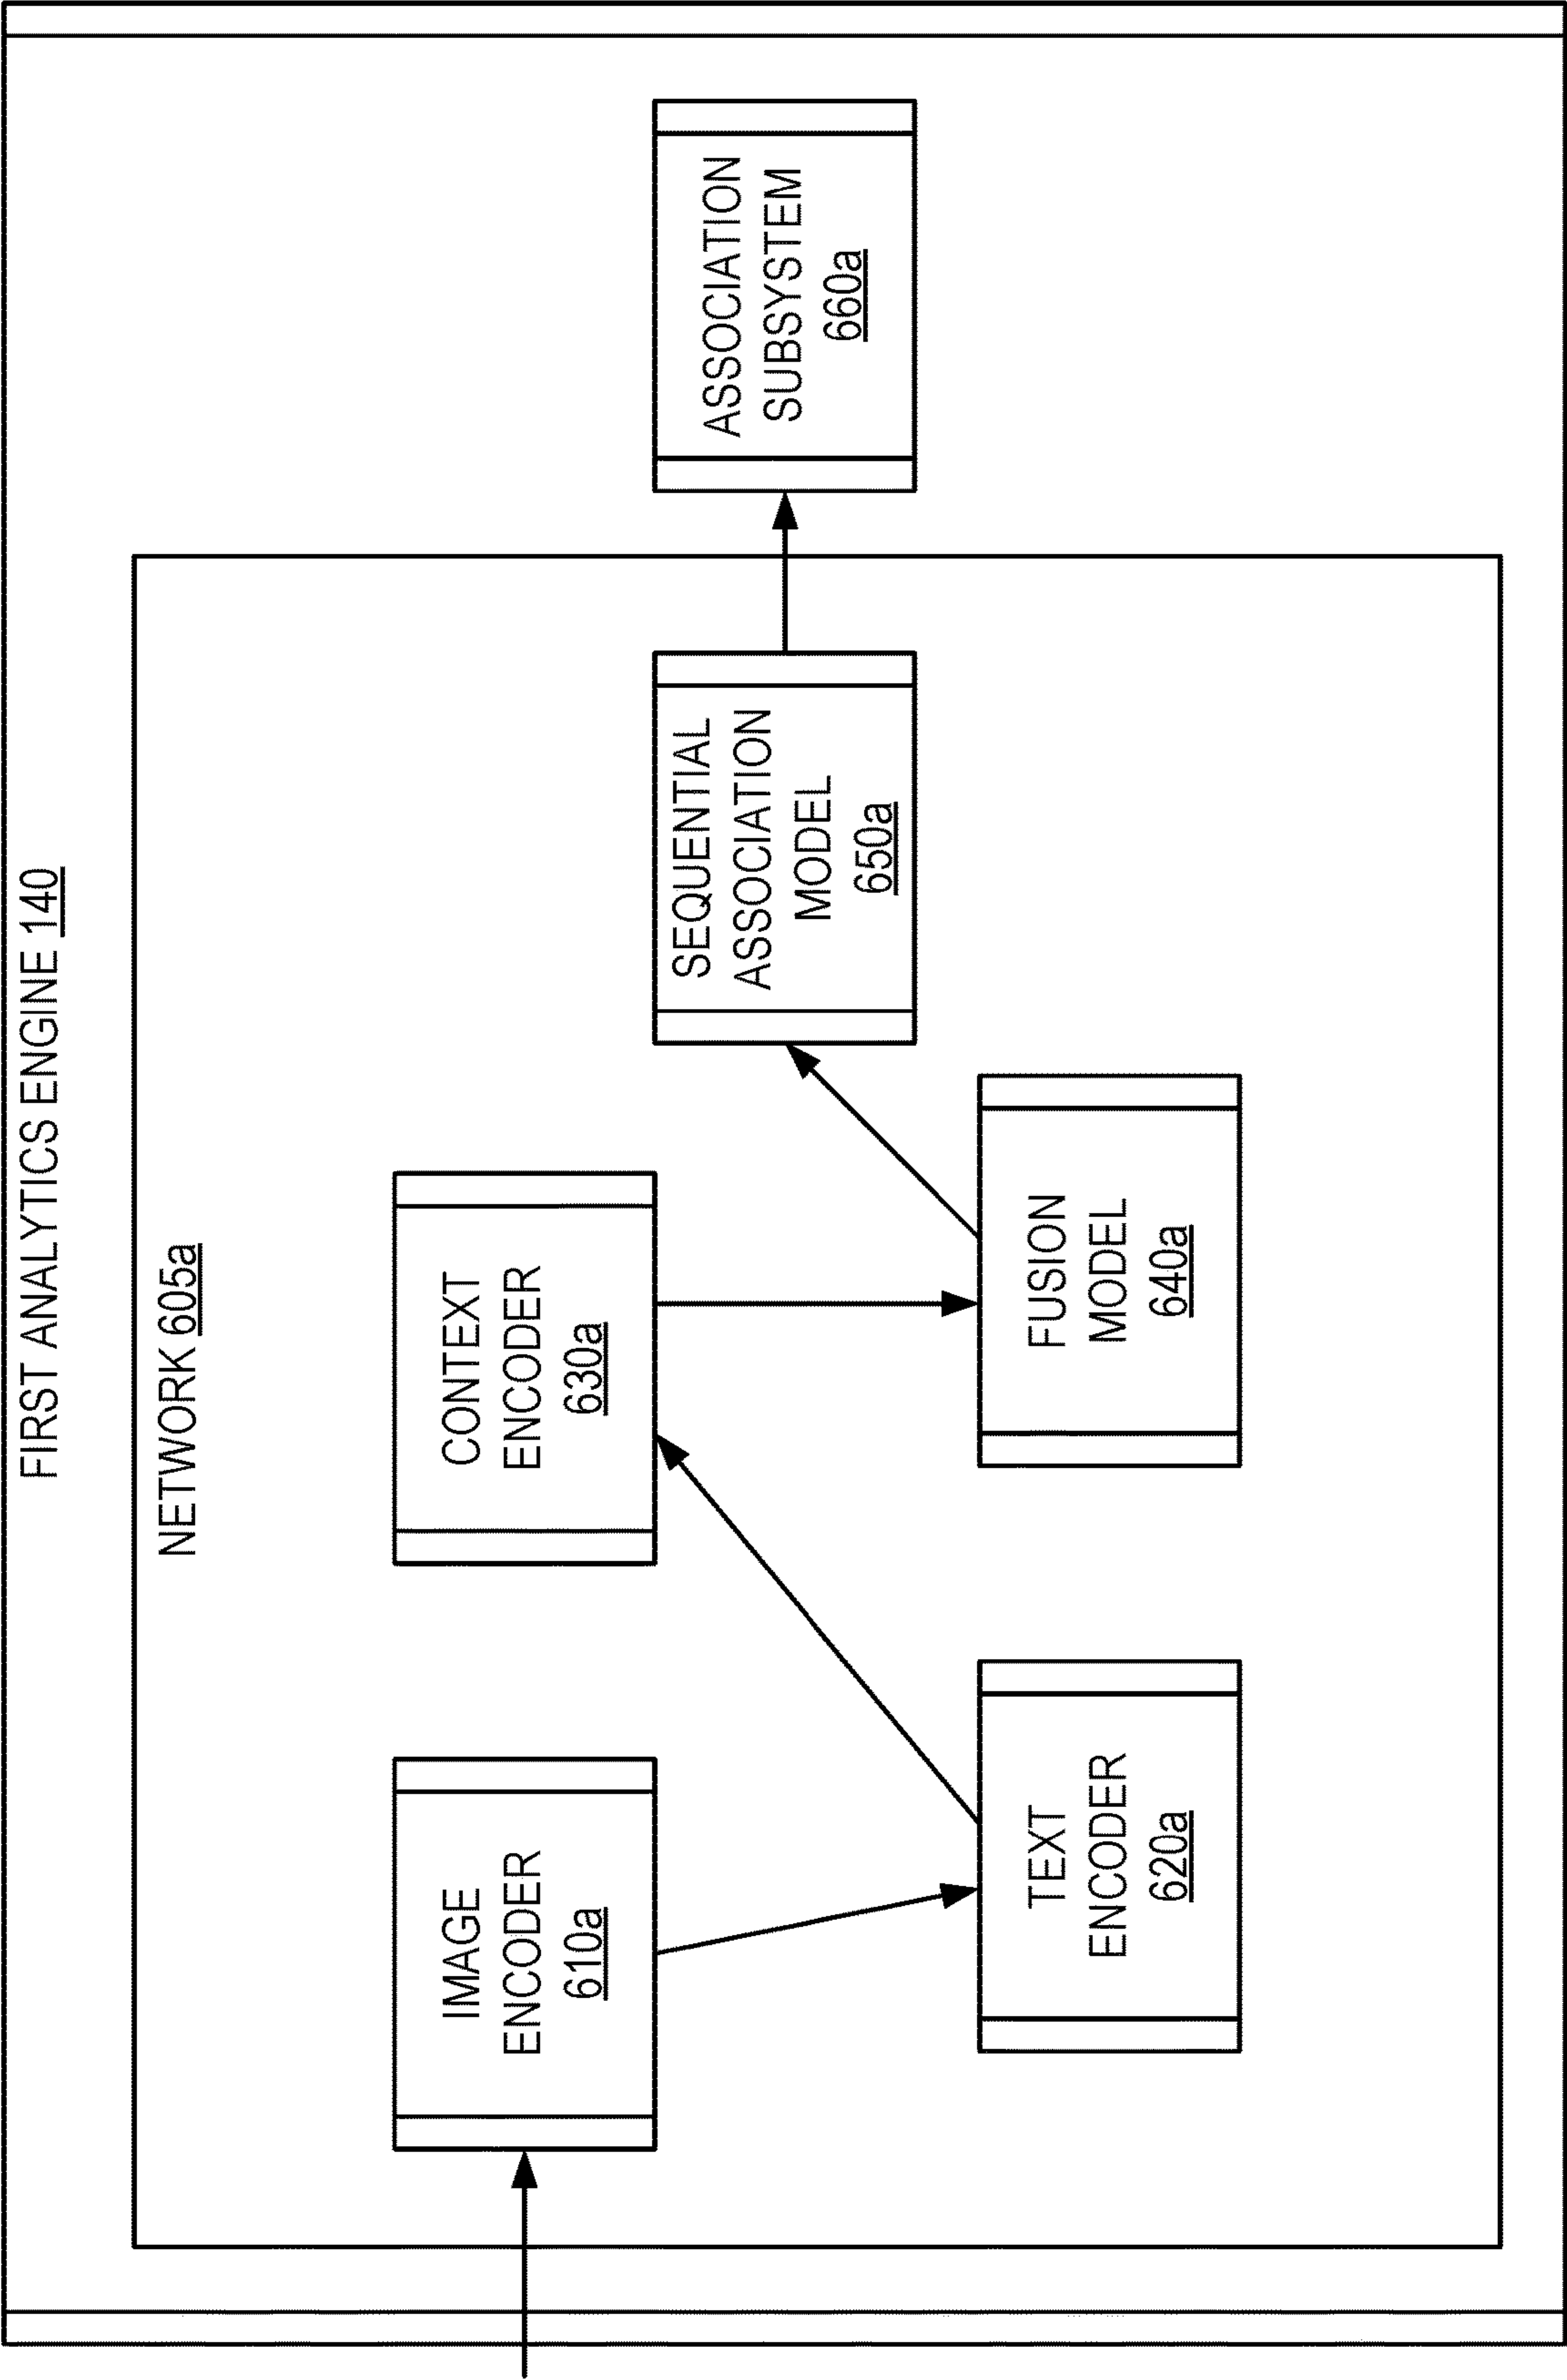 FIRST ANALYTICS ENGINE 140
NETWORK 605a
IMAGE
ENCODER
610a
TEXT
ENCODER
620a
CONTEXT
ENCODER
630a
FUSION
MODEL
640a
SEQUENTIAL
ASSOCIATION
MODEL
650a
ASSOCIATION
SUBSYSTEM
660a